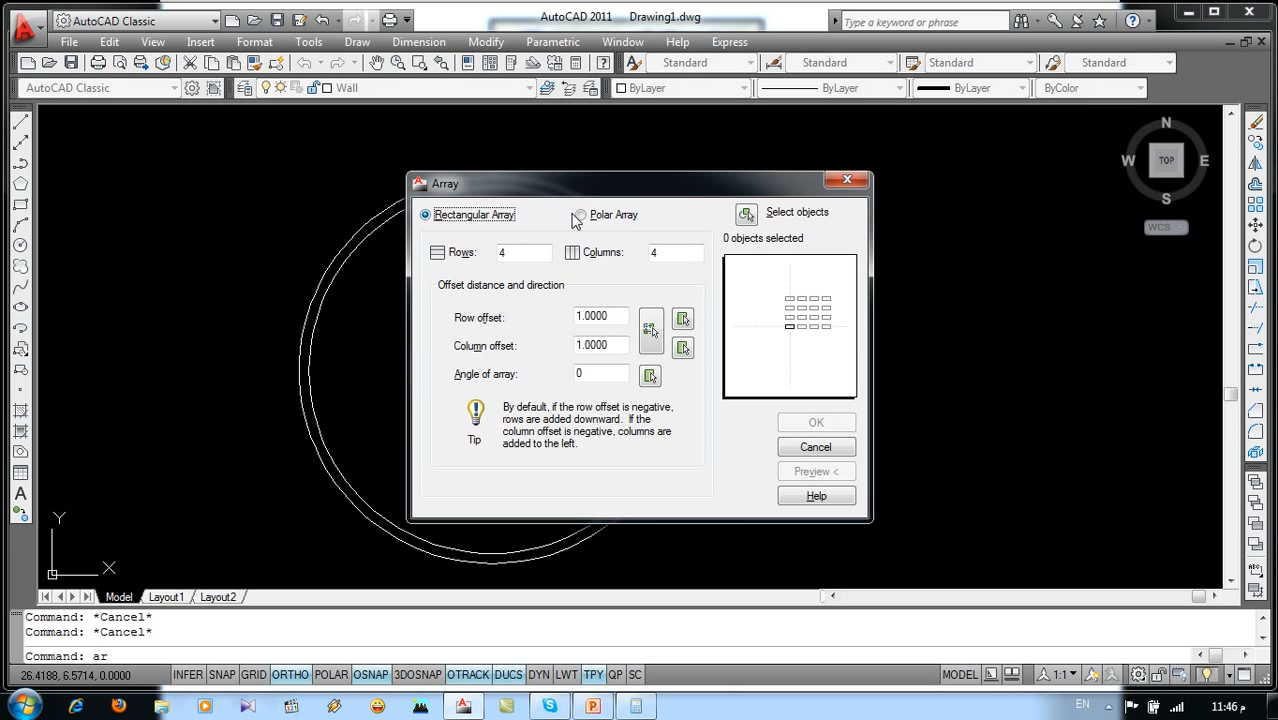 AutoCAD Classic
AutoCAD 2011 Drawing1.dwg
Type a keyword or phrase
File Edit View Insert Format Tools Draw Dimension Modify Parametric Window Help Express
Standard Standard Standard Standard
AutoCAD Classic Wall ByLayer ByLayer ByLayer ByColor
N
W TOP E
S
WCS
Array
Rectangular Array Polar Array Select objects
0 objects selected
Rows: 4 Columns: 4
Offset distance and direction
Row offset: 1.0000
Column offset: 1.0000
Angle of array: 0
By default, if the row offset is negative,
rows are added downward. If the
column offset is negative, columns are
added to the left.
Tip
OK
Cancel
Preview <
Help
Y
X
Model Layout1 Layout2
Command: *Cancel*
Command: *Cancel*
Command: ar
26.4188, 6.5714, 0.0000 INFER SNAP GRID ORTHO POLAR OSNAP 3DOSNAP OTRACK DUCS DYN LWT TPY QP SC MODEL 1:1
EN 11:46 م